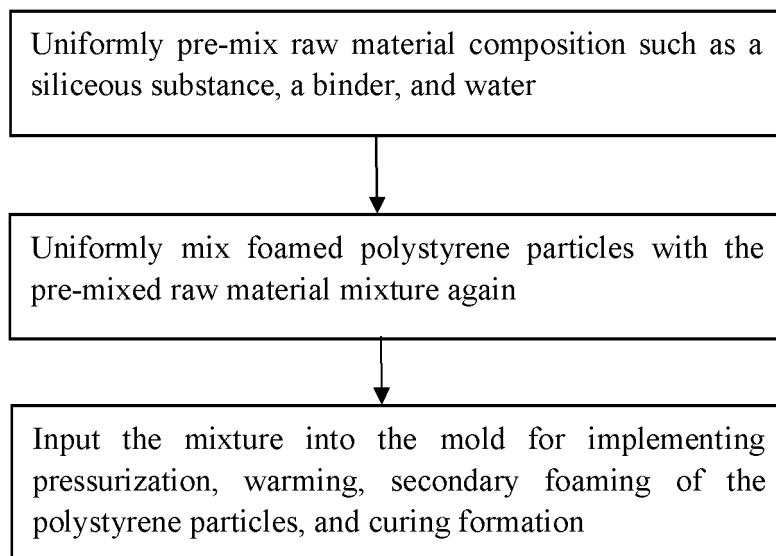 Uniformly pre-mix raw material composition such as a
siliceous substance, a binder, and water
Uniformly mix foamed polystyrene particles with the
pre-mixed raw material mixture again
Input the mixture into the mold for implementing
pressurization, warming, secondary foaming of the
polystyrene particles, and curing formation